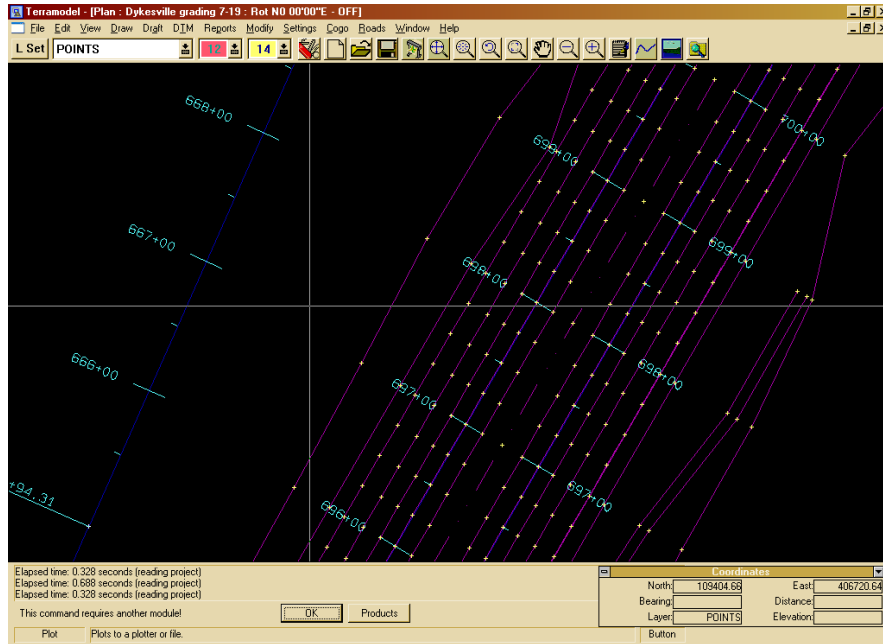 Terramodel - [Plan : Dykesville grading 7-19 : Rot N0 00'00"E - OFF]
File Edit View Draw Draft DTM Reports Modify Settings Cogo Roads Window Help
L Set POINTS 12 14
668+00
700+00
699+00
667+00
699+00
698+00
666+00
698+00
697+00
+94.31
697+00
696+00
Elapsed time: 0.328 seconds (reading project)
Elapsed time: 0.688 seconds (reading project)
Elapsed time: 0.328 seconds (reading project)
This command requires another module! OK Products
Coordinates
North: 109404.66 East: 406720.64
Bearing: Distance:
Layer: POINTS Elevation:
Plot Plots to a plotter or file. Button